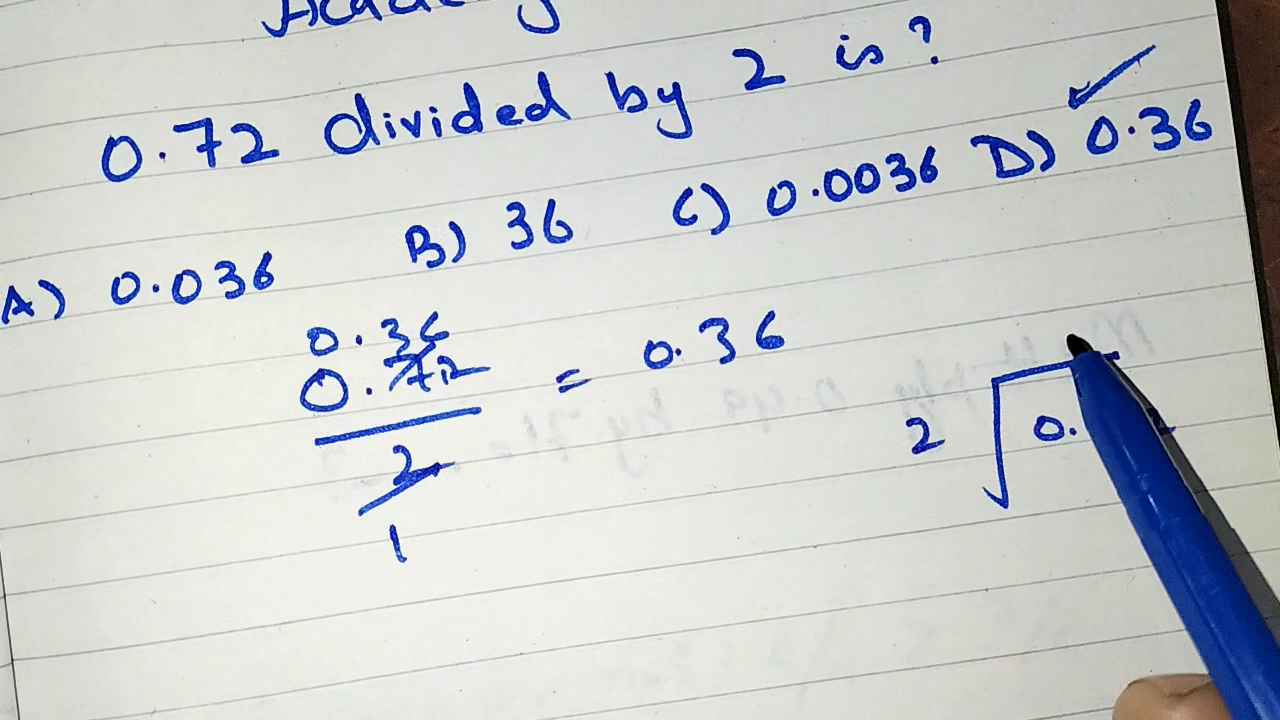 0.72 divided by 2 is?
A) 0.036 B) 36 C) 0.0036 D) 0.36
0.36
0.72 = 0.36
2
1
2 0.